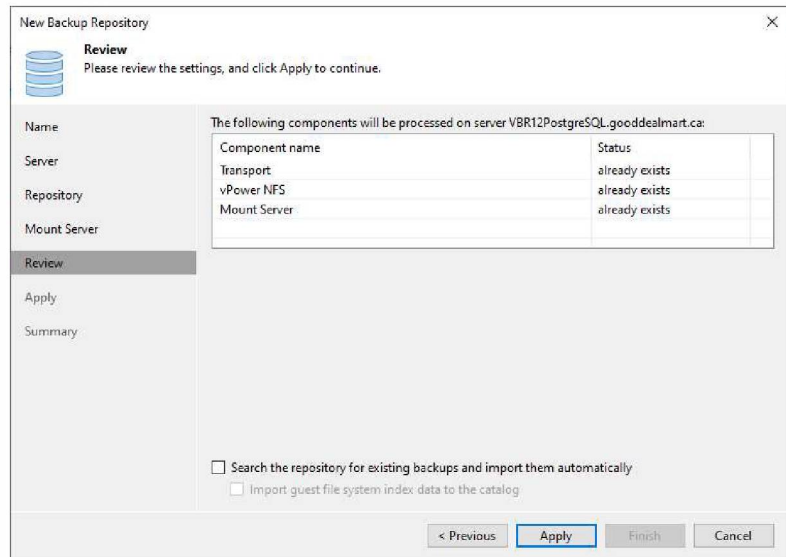 New Backup Repository
Review
Please review the settings, and click Apply to continue.
Name
Server
Repository
Mount Server
Review
Apply
Summary
The following components will be processed on server VBR12PostgreSQL.gooddealmart.ca:
Component name Status
Transport already exists
vPower NFS already exists
Mount Server already exists
Search the repository for existing backups and import them automatically
Import guest file system index data to the catalog
< Previous Apply Finish Cancel